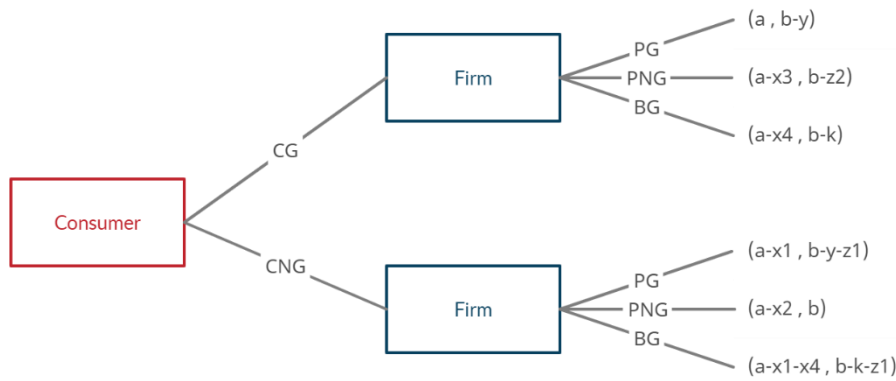 (a , b-y)
PG
Firm
PNG
(a-x3 , b-z2)
BG
(a-x4 , b-k)
CG
Consumer
CNG
(a-x1 , b-y-z1)
PG
Firm
PNG
(a-x2 , b)
BG
(a-x1-x4 , b-k-z1)